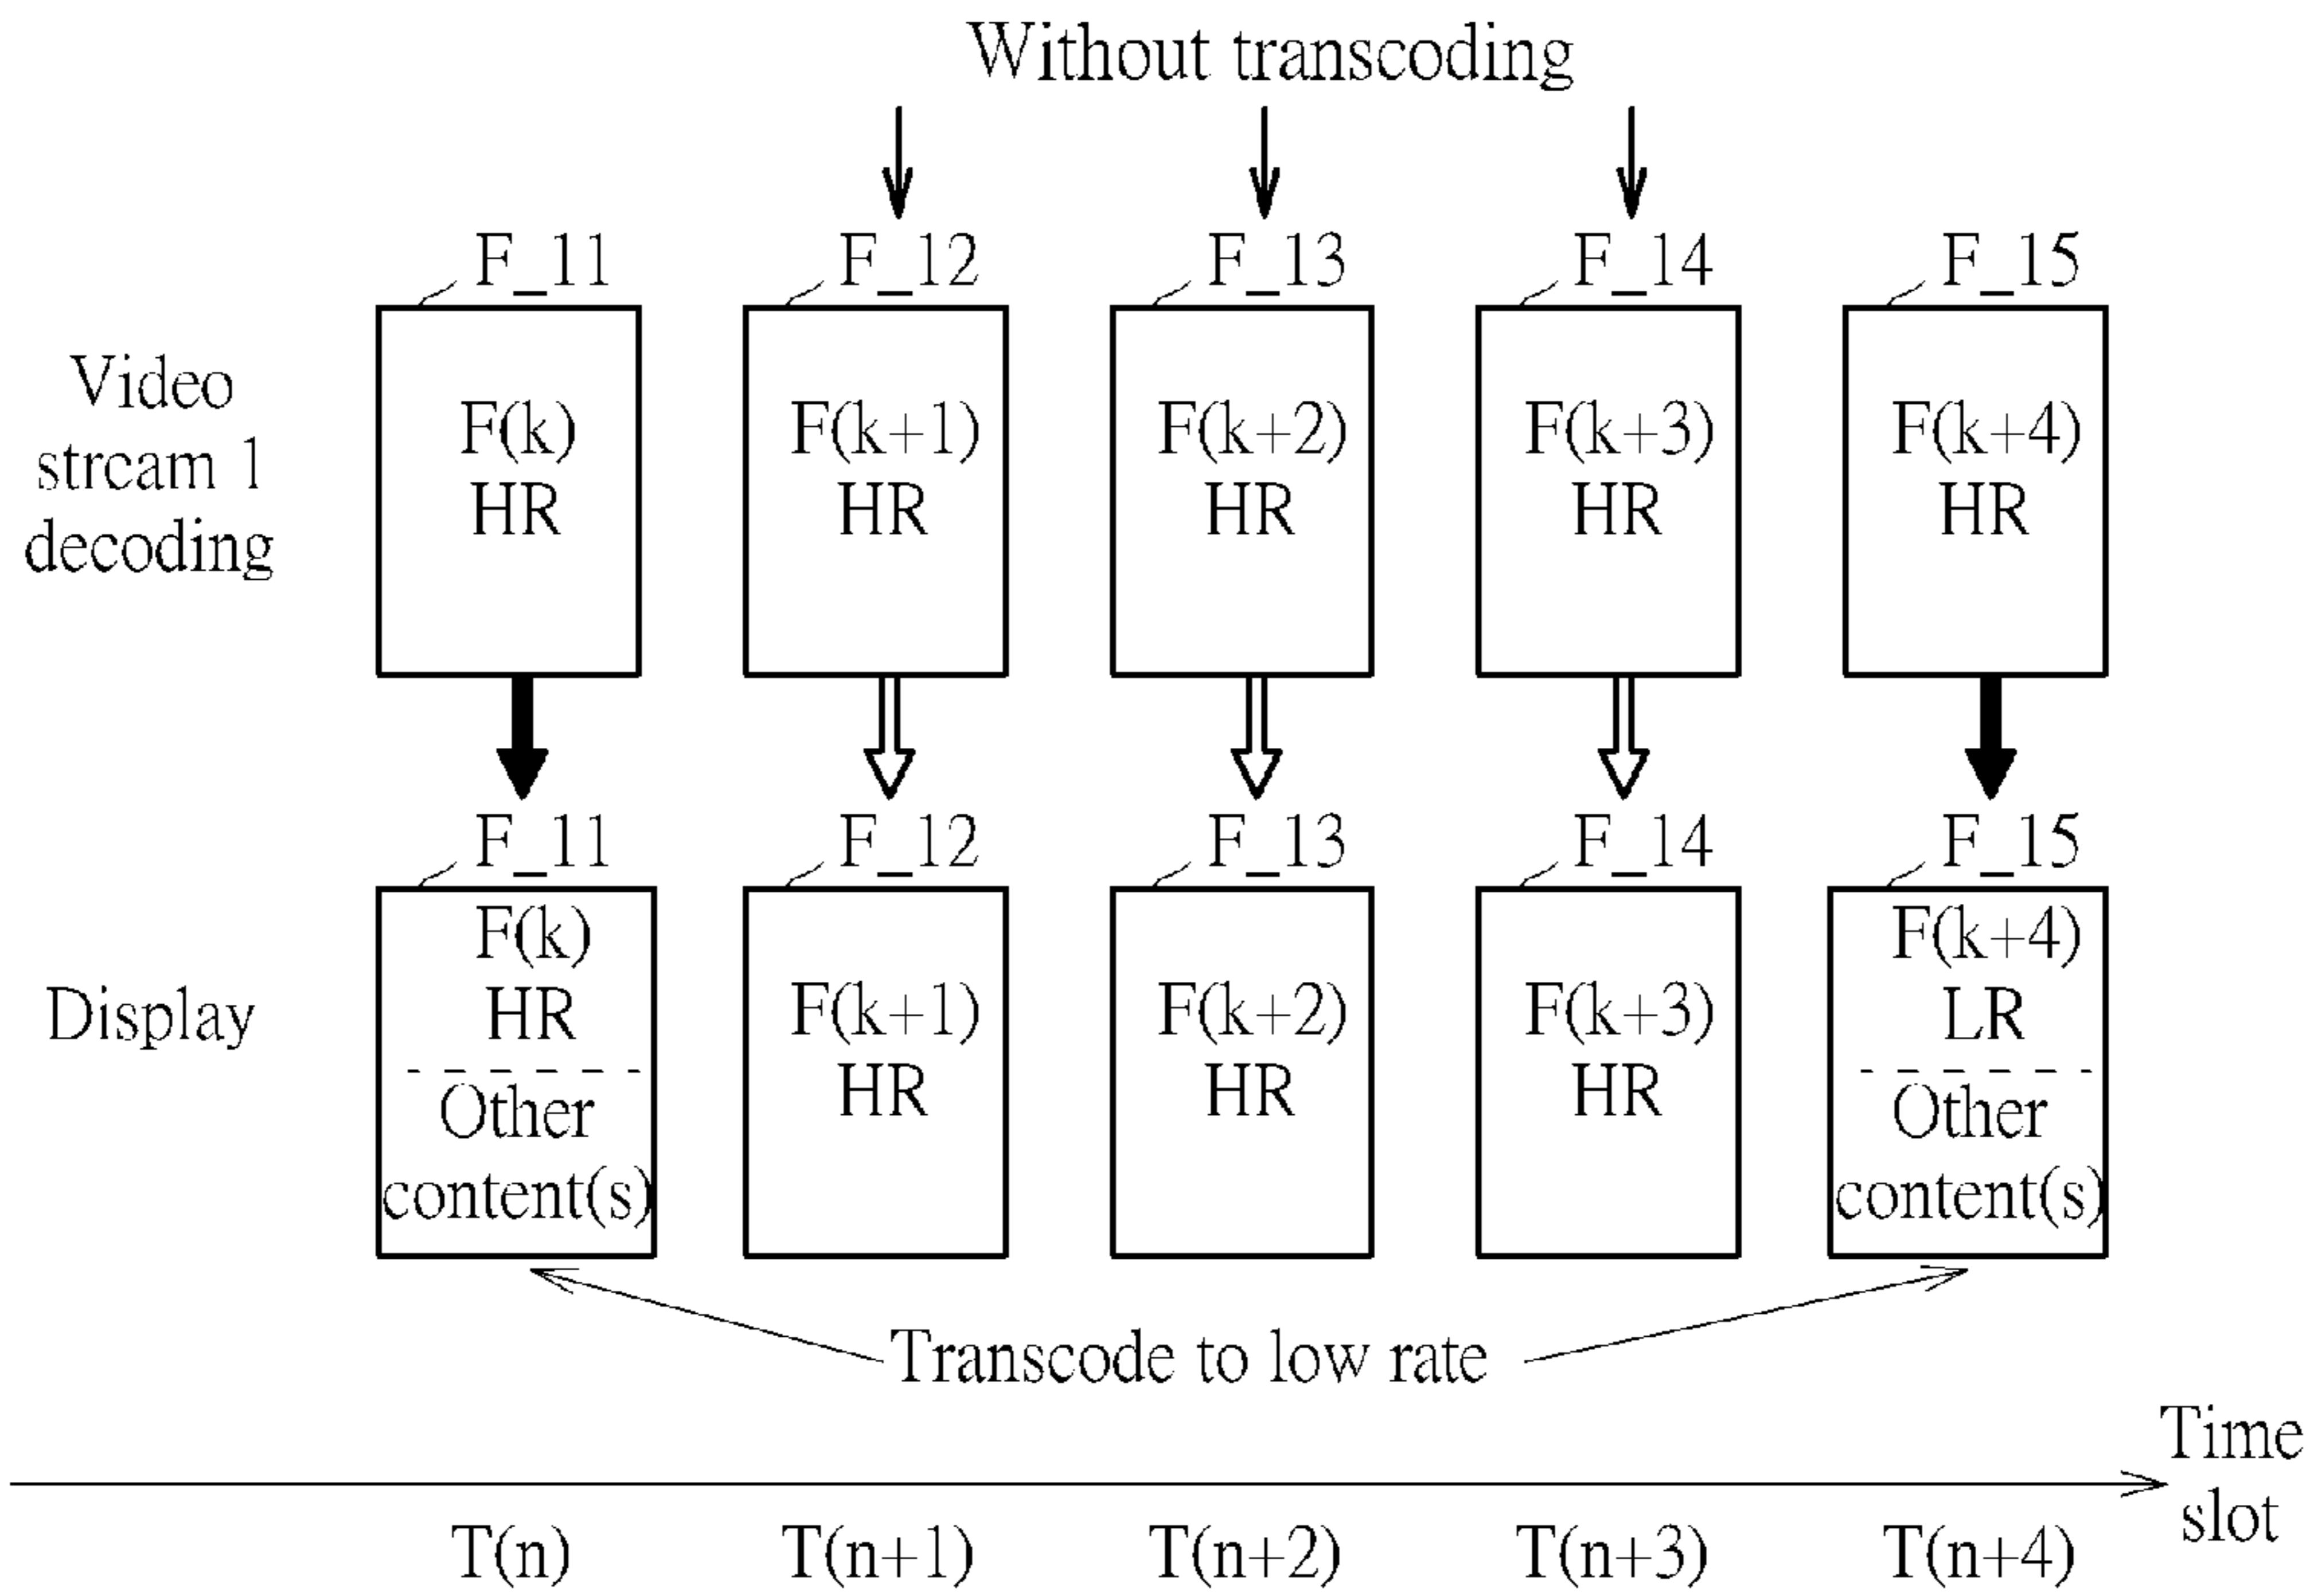 Without transcoding
F_11 F_12 F_13 F_14 F_15
Video
stream 1
decoding
F(k) F(k+1) F(k+2) F(k+3) F(k+4)
HR HR HR HR HR
F_11 F_12 F_13 F_14 F_15
Display
F(k)
HR
Other
content(s)
F(k+1)
HR
F(k+2)
HR
F(k+3)
HR
F(k+4)
LR
Other
content(s)
Transcode to low rate
Time
slot
T(n) T(n+1) T(n+2) T(n+3) T(n+4)